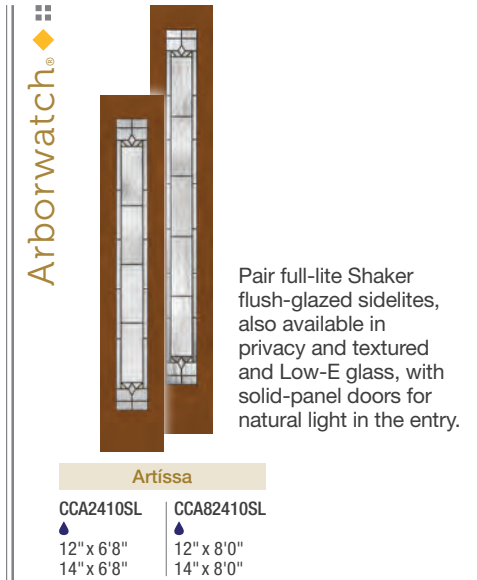 Arborwatch®
Pair full-lite Shaker
flush-glazed sidelites,
also available in
privacy and textured
and Low-E glass, with
solid-panel doors for
natural light in the entry.
Artíssa
CCA2410SL
12" x 6'8"
14" x 6'8"
CCA82410SL
12" x 8'0"
14" x 8'0"